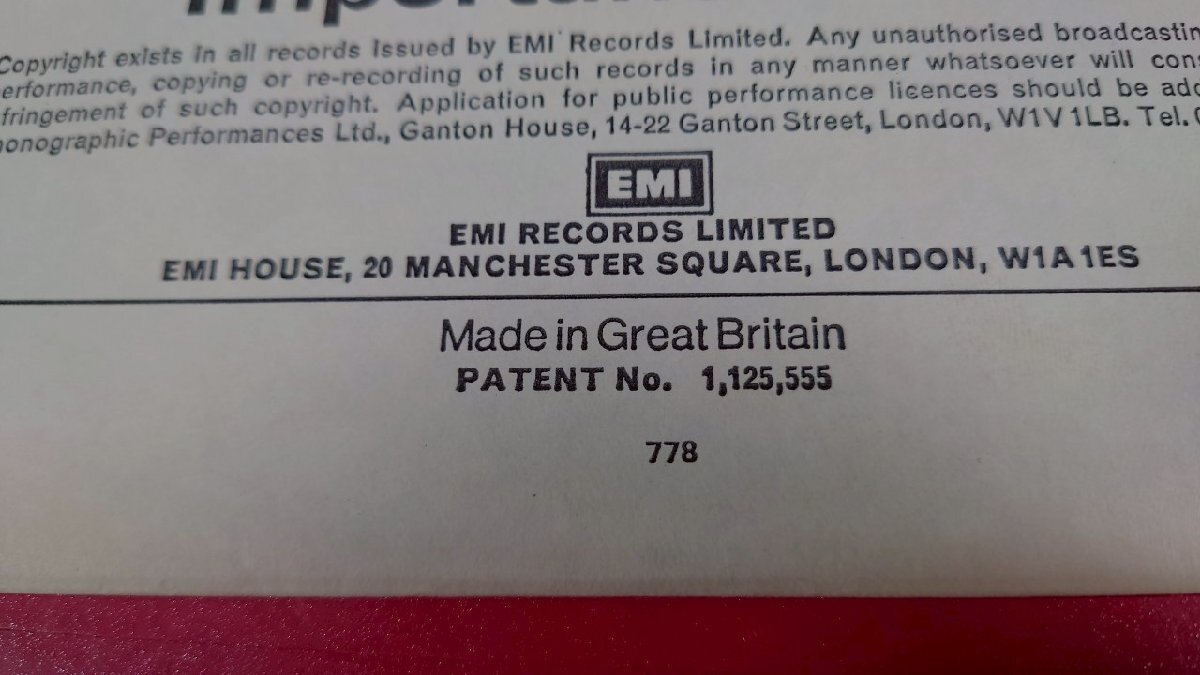 Copyright exists in all records issued by EMI Records Limited. Any unauthorised broadcastin
erformance, copying or re-recording of such records in any manner whatsoever will cons
fringement of such copyright. Application for public performance licences should be add
onographic Performances Ltd., Ganton House, 14-22 Ganton Street, London, W1V 1LB. Tel.
EMI
EMI RECORDS LIMITED
EMI HOUSE, 20 MANCHESTER SQUARE, LONDON, W1A 1ES
Made in Great Britain
PATENT No. 1,125,555
778